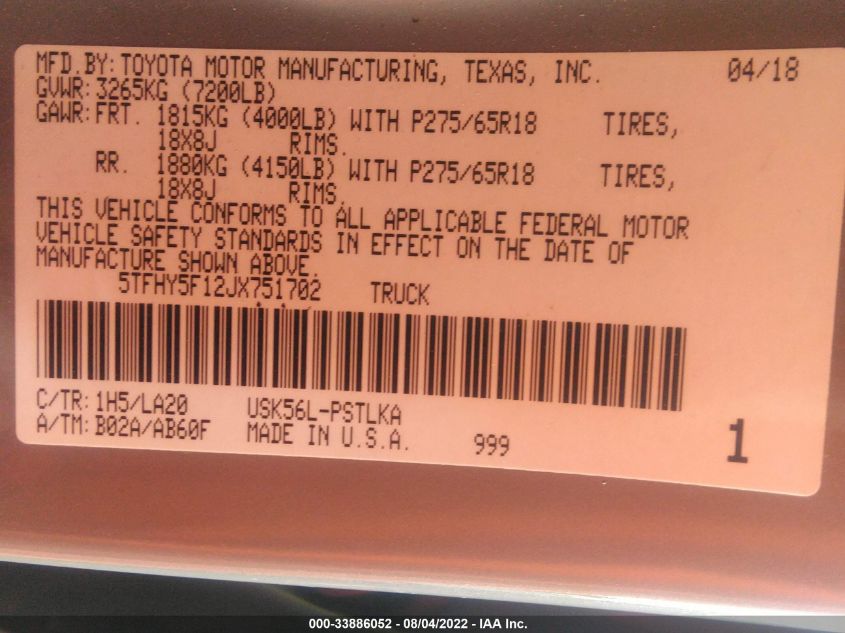 MFD.BY:TOYOTA MOTOR MANUFACTURING, TEXAS, INC. 04/18
GVWR:3265KG (7200LB)
GAWR:FRT. 1815KG (4000LB) WITH P275/65R18 TIRES,
18X8J RIMS.
RR. 1880KG (4150LB) WITH P275/65R18 TIRES,
18X8J RIMS.
THIS VEHICLE CONFORMS TO ALL APPLICABLE FEDERAL MOTOR
VEHICLE SAFETY STANDARDS IN EFFECT ON THE DATE OF
MANUFACTURE SHOWN ABOVE.
5TFHY5F12JX751702 TRUCK
C/TR:1H5/LA20 USK56L-PSTLKA
A/TM:B02A/AB60F MADE IN U.S.A. 999 1
000-33886052 - 08/04/2022 - IAA Inc.